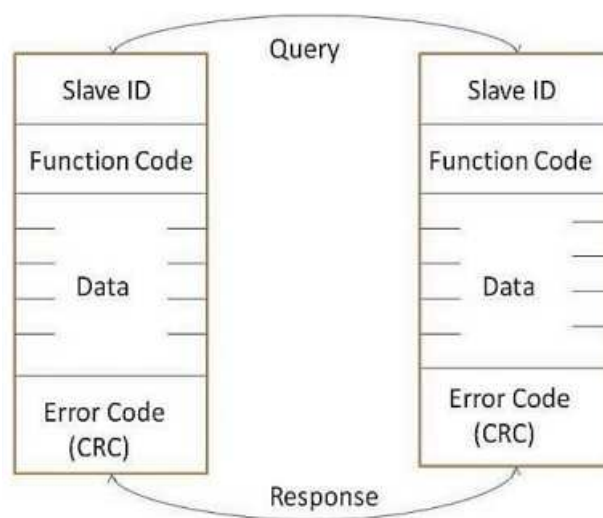 Query
Slave ID
Function Code
Data
Error Code
(CRC)
Slave ID
Function Code
Data
Error Code
(CRC)
Response